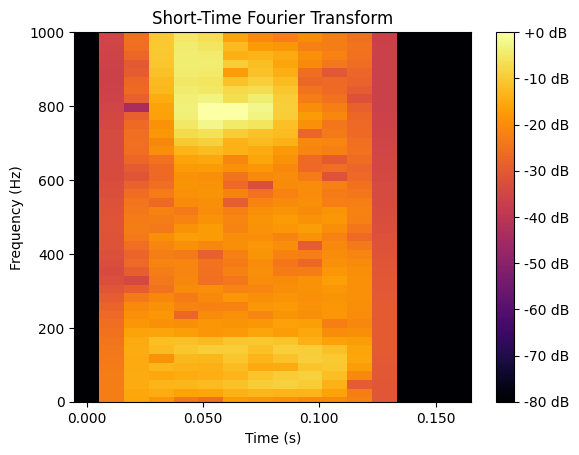 Short-Time Fourier Transform
Frequency (Hz)
1000
800
600
400
200
0
0.000
0.050
0.100
0.150
Time (s)
+0 dB
-10 dB
-20 dB
-30 dB
-40 dB
-50 dB
-60 dB
-70 dB
-80 dB